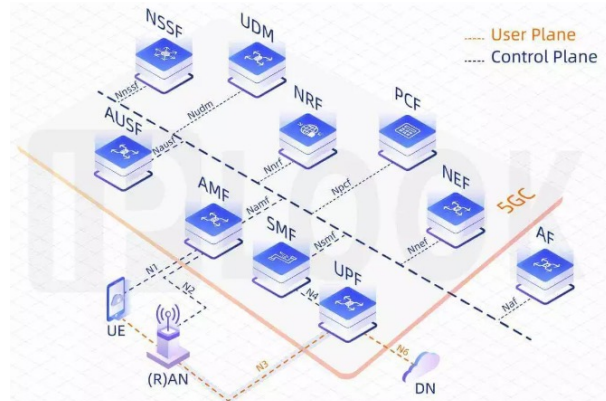 NSSF
UDM
User Plane
Control Plane
Nnssf
Nudm
NRF
PCF
AUSF
Nausf
Nnrf
Npcf
NEF
5GC
AMF
Namf
SMF
Nsmf
Nnef
AF
N1
N2
N4
UPF
Naf
UE
(R)AN
N3
N6
DN
IPLOOK